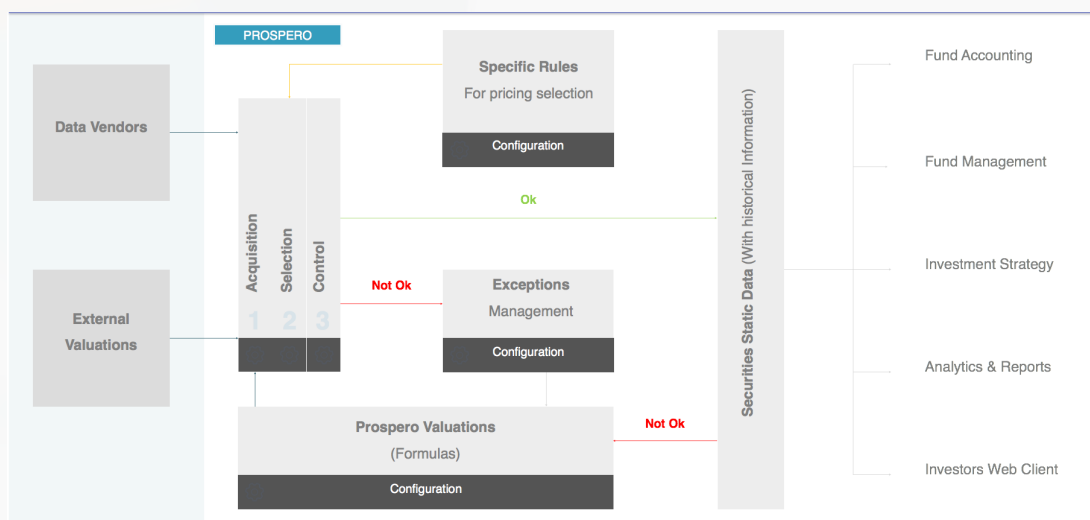 PROSPERO
Data Vendors
External
Valuations
Acquisition
Selection
Control
1
2
3
Specific Rules
For pricing selection
Configuration
Ok
Not Ok
Exceptions
Management
Configuration
Prospero Valuations
(Formulas)
Configuration
Not Ok
Securities Static Data (With historical Information)
Fund Accounting
Fund Management
Investment Strategy
Analytics & Reports
Investors Web Client